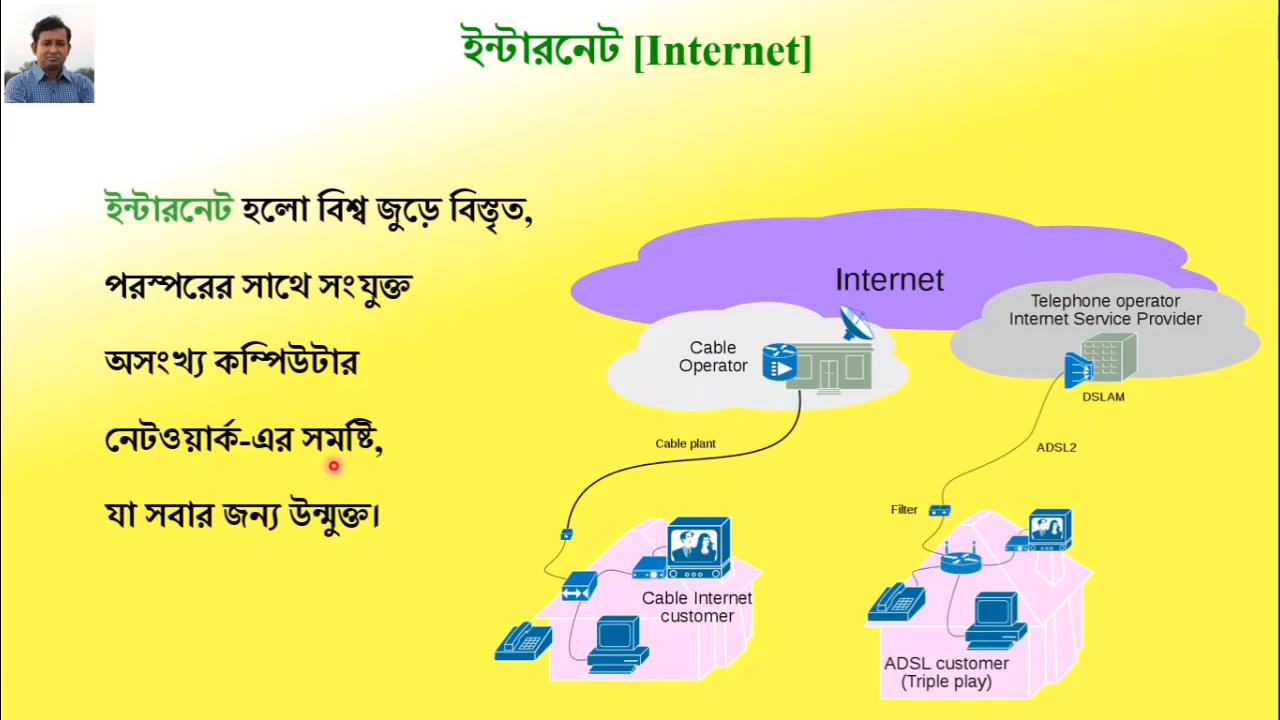 ইন্টারনেট [Internet]
ইন্টারনেট হলো বিশ্ব জুড়ে বিস্তৃত,
পরস্পরের সাথে সংযুক্ত
অসংখ্য কম্পিউটার
নেটওয়ার্ক-এর সমষ্টি,
যা সবার জন্য উন্মুক্ত।
Internet
Cable
Operator
Telephone operator
Internet Service Provider
DSLAM
Cable plant
ADSL2
Filter
Cable Internet
customer
ADSL customer
(Triple play)